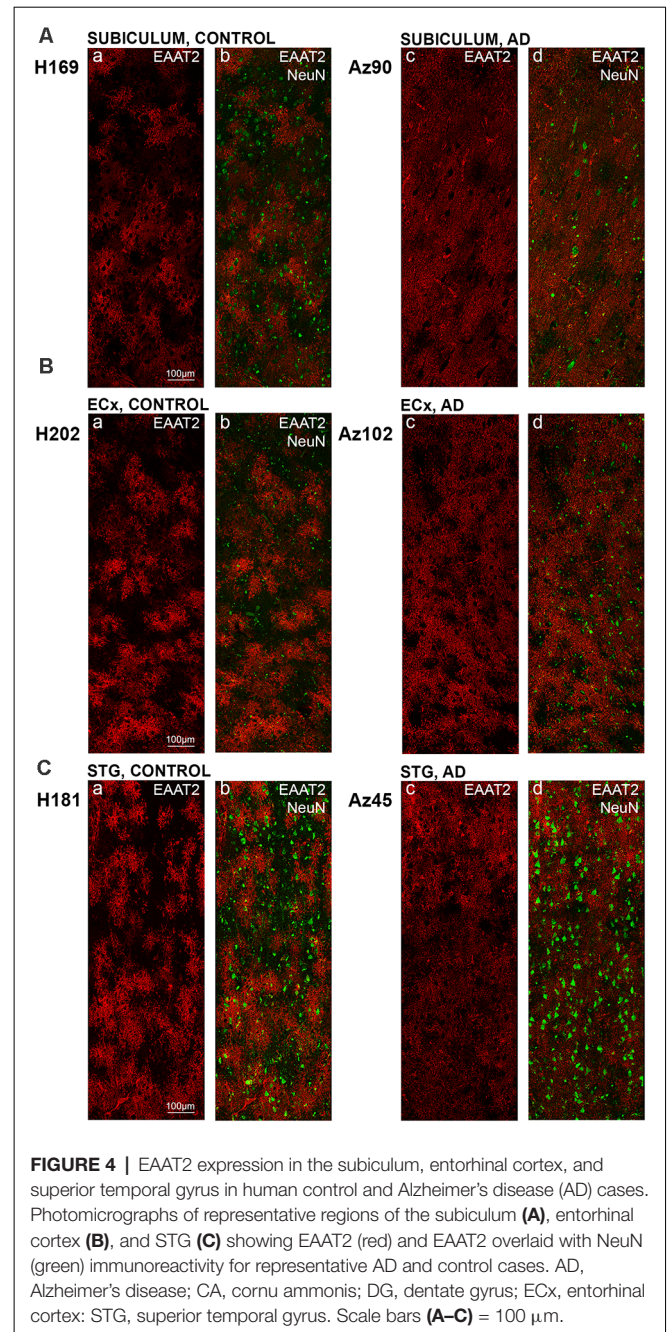 A
SUBICULUM, CONTROL
SUBICULUM, AD
H169
a EAAT2
b EAAT2
NeuN
Az90
c EAAT2
d EAAT2
NeuN
100µm
B
ECx, CONTROL
ECx, AD
H202
a EAAT2
b EAAT2
NeuN
Az102
c EAAT2
d EAAT2
NeuN
100µm
C
STG, CONTROL
STG, AD
H181
a EAAT2
b EAAT2
NeuN
Az45
c EAAT2
d EAAT2
NeuN
100µm
FIGURE 4 | EAAT2 expression in the subiculum, entorhinal cortex, and
superior temporal gyrus in human control and Alzheimer's disease (AD) cases.
Photomicrographs of representative regions of the subiculum (A), entorhinal
cortex (B), and STG (C) showing EAAT2 (red) and EAAT2 overlaid with NeuN
(green) immunoreactivity for representative AD and control cases. AD,
Alzheimer's disease; CA, cornu ammonis; DG, dentate gyrus; ECx, entorhinal
cortex: STG, superior temporal gyrus. Scale bars (A–C) = 100 µm.